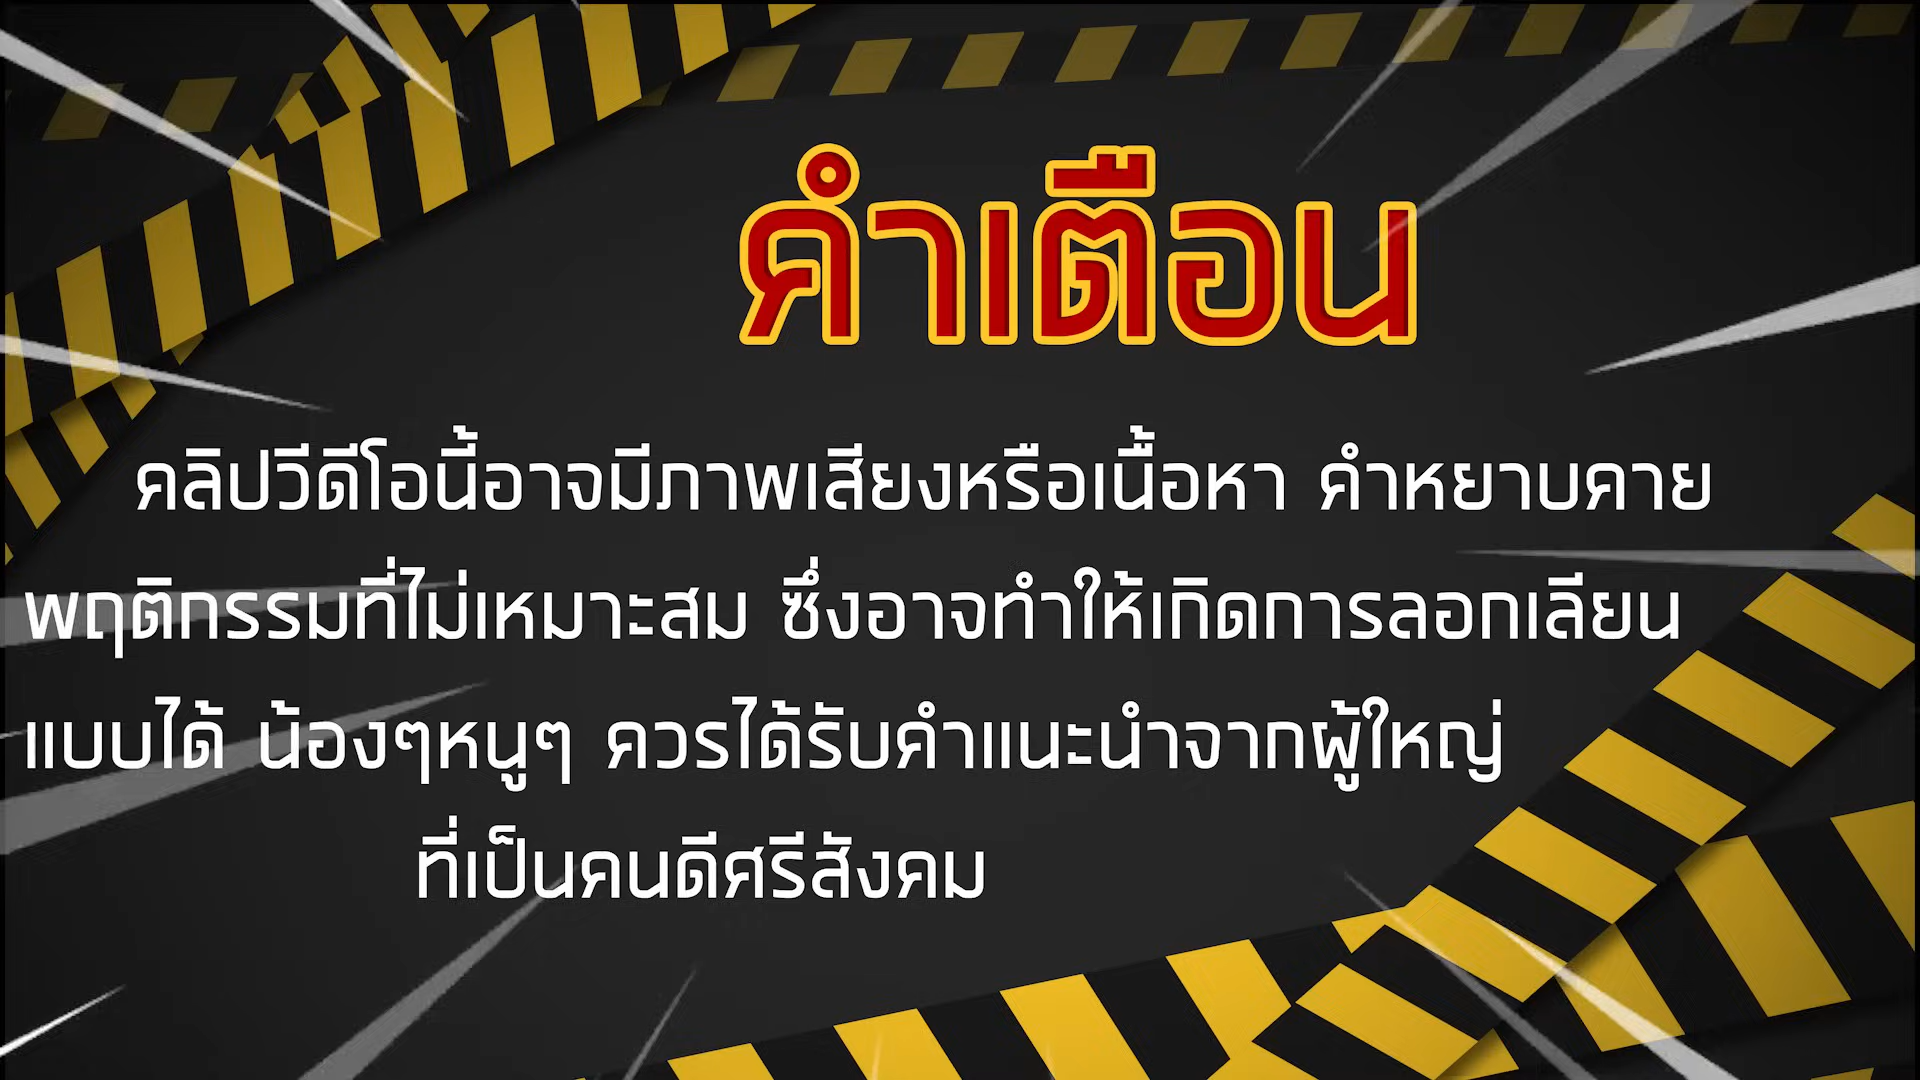 คำเตือน
คลิปวีดีโอนี้อาจมีภาพเสียงหรือเนื้อหา คำหยาบคาย
พฤติกรรมที่ไม่เหมาะสม ซึ่งอาจทำให้เกิดการลอกเลียน
แบบได้ น้องๆหนูๆ ควรได้รับคำแนะนำจากผู้ใหญ่
ที่เป็นคนดีศรีสังคม